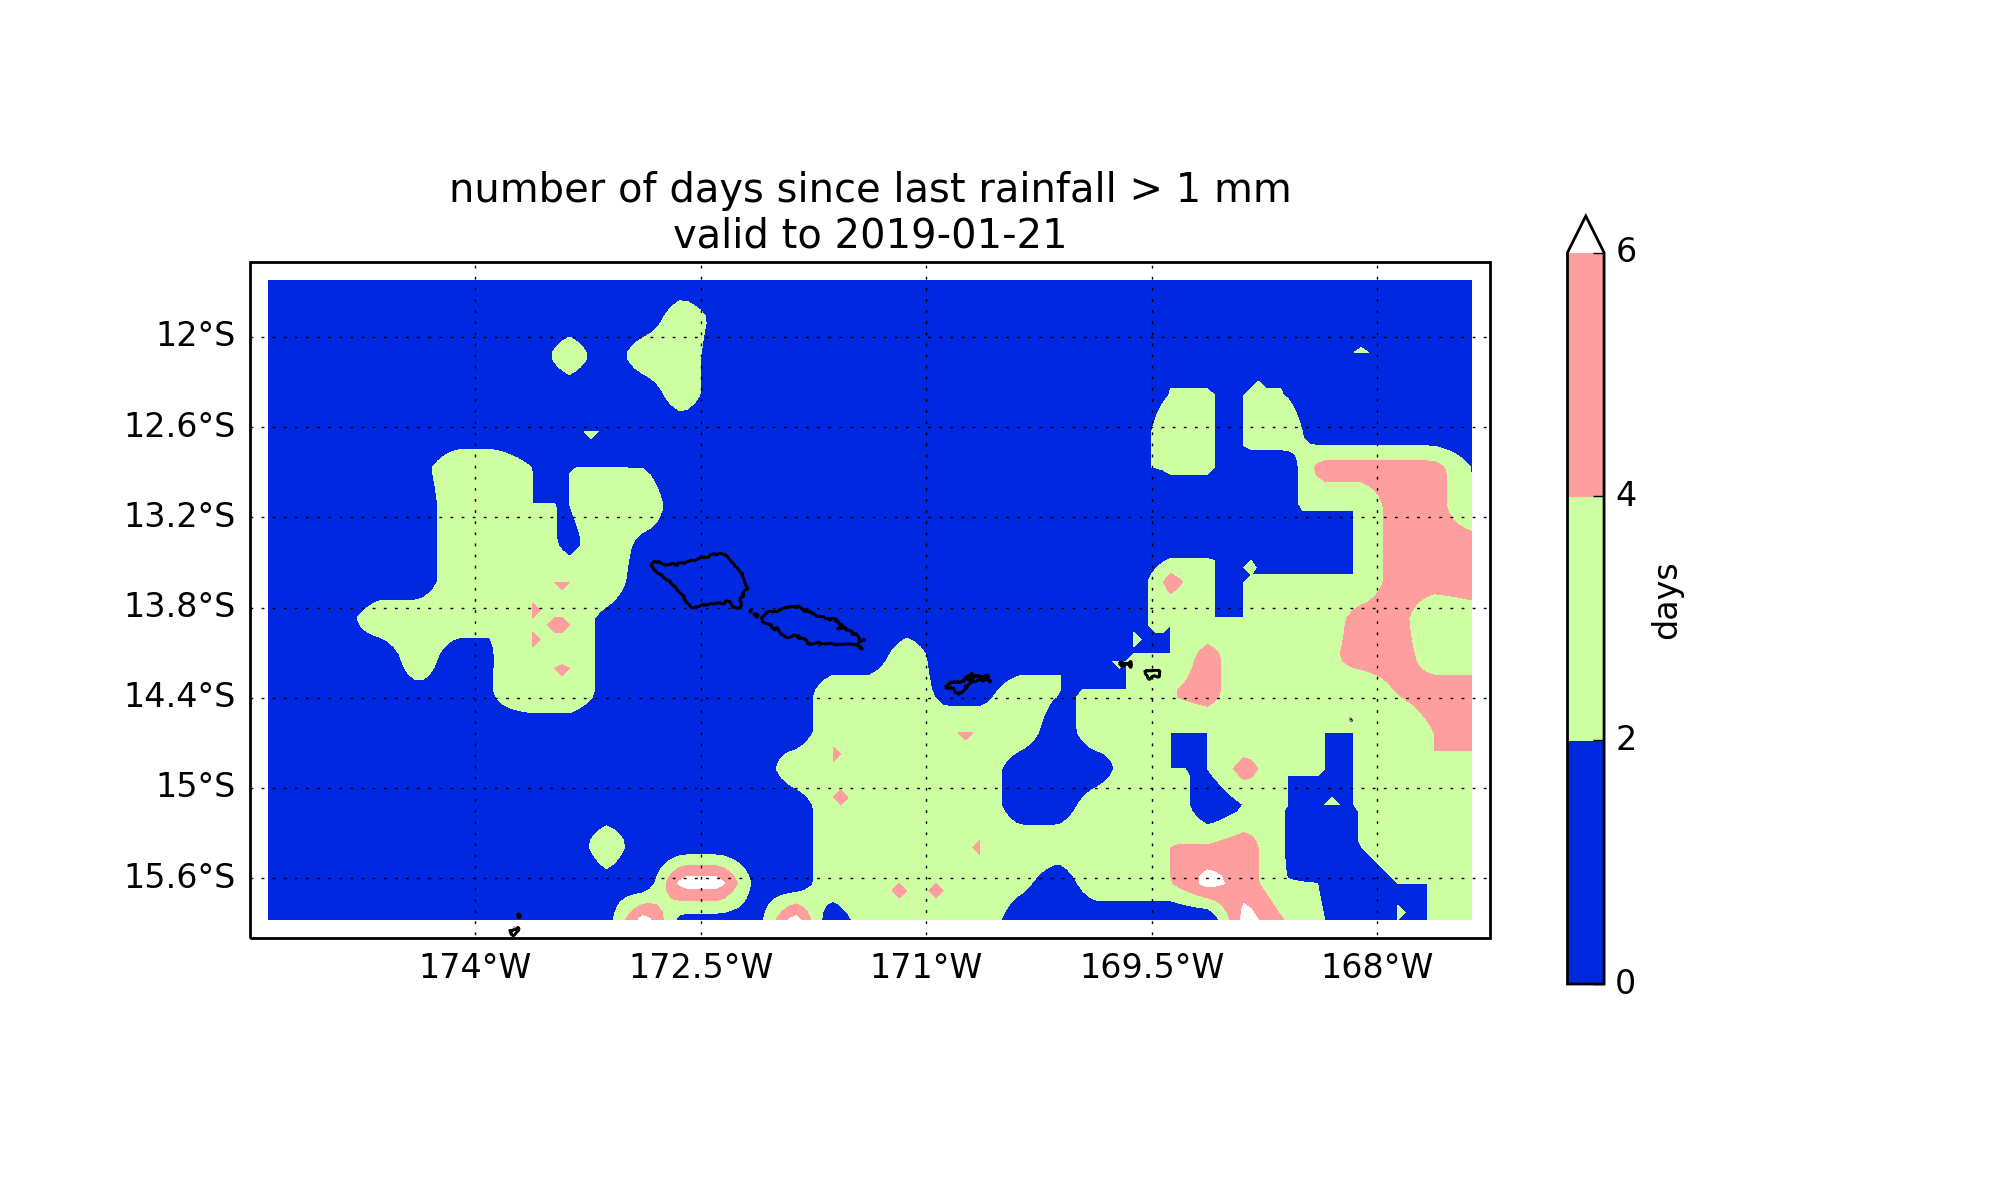 number of days since last rainfall > 1 mm
valid to 2019-01-21
12°S
12.6°S
13.2°S
13.8°S
14.4°S
15°S
15.6°S
174°W
172.5°W
171°W
169.5°W
168°W
6
4
2
0
days